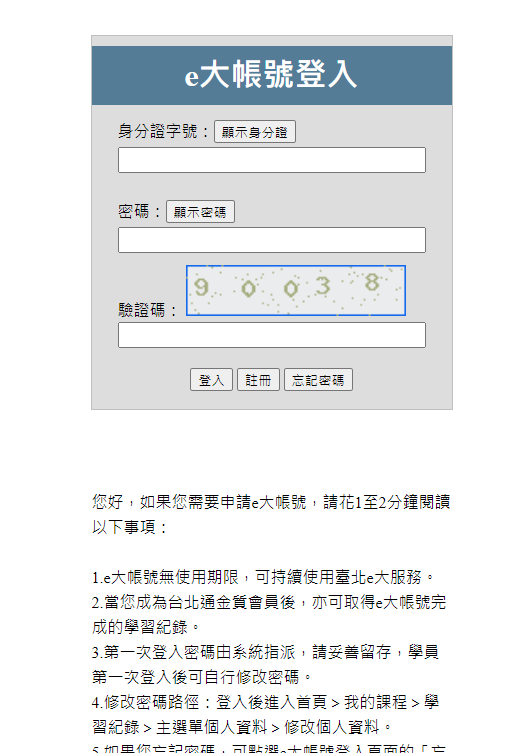 e大帳號登入
身分證字號：顯示身分證
密碼：顯示密碼
90038
驗證碼：
登入 註冊 忘記密碼
您好，如果您需要申請e大帳號，請花1至2分鐘閱讀
以下事項：
1.e大帳號無使用期限，可持續使用臺北e大服務。
2.當您成為台北通金質會員後，亦可取得e大帳號完
成的學習紀錄。
3.第一次登入密碼由系統指派，請妥善留存，學員
第一次登入後可自行修改密碼。
4.修改密碼路徑：登入後進入首頁 > 我的課程 > 學
習紀錄 > 主選單個人資料 > 修改個人資料。
5.如果您忘記密碼，可點選e大帳號登入頁面的「忘